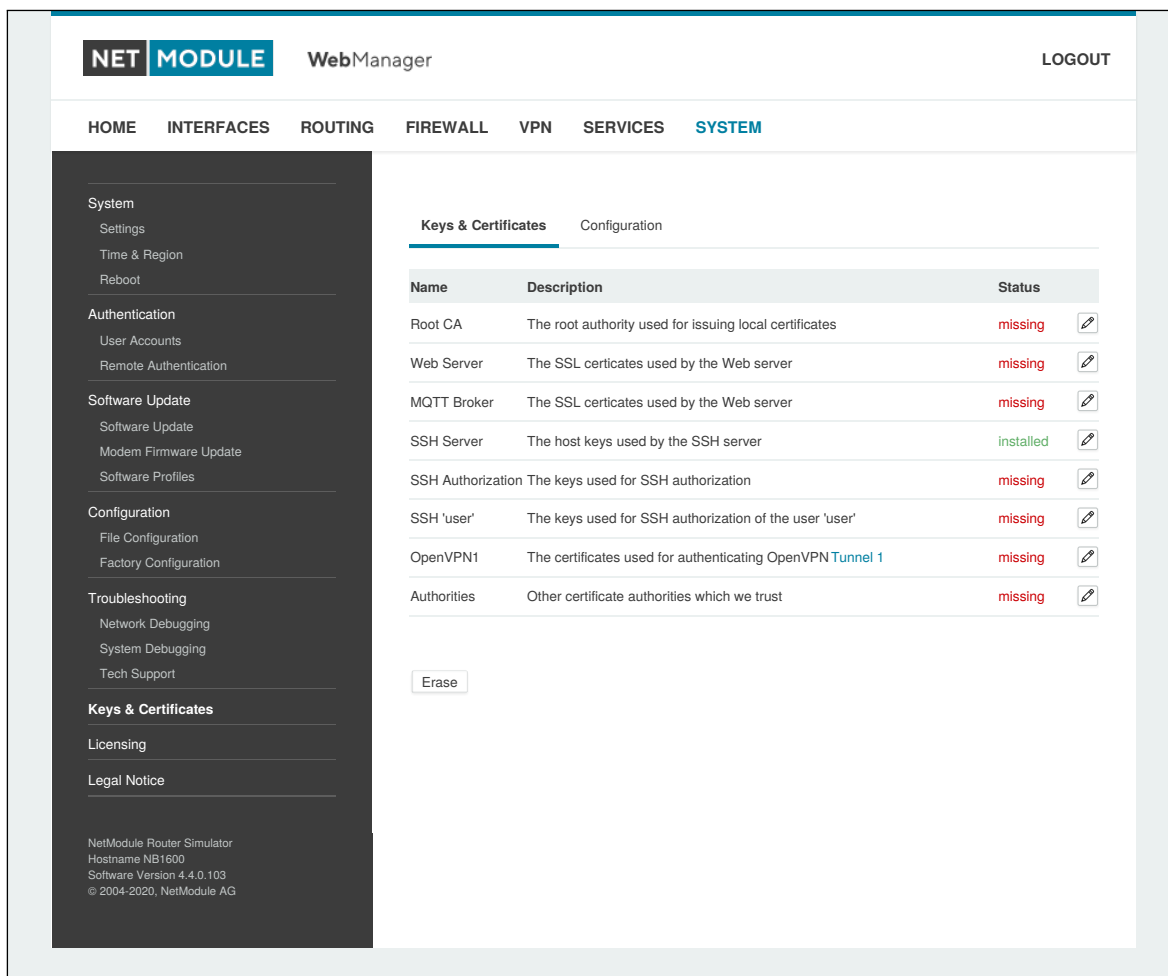 NET MODULE WebManager LOGOUT
HOME INTERFACES ROUTING FIREWALL VPN SERVICES SYSTEM
System
Settings
Time & Region
Reboot
Authentication
User Accounts
Remote Authentication
Software Update
Software Update
Modem Firmware Update
Software Profiles
Configuration
File Configuration
Factory Configuration
Troubleshooting
Network Debugging
System Debugging
Tech Support
Keys & Certificates
Licensing
Legal Notice
NetModule Router Simulator
Hostname NB1600
Software Version 4.4.0.103
© 2004-2020, NetModule AG
Keys & Certificates Configuration
Name Description Status
Root CA The root authority used for issuing local certificates missing
Web Server The SSL certicates used by the Web server missing
MQTT Broker The SSL certicates used by the Web server missing
SSH Server The host keys used by the SSH server installed
SSH Authorization The keys used for SSH authorization missing
SSH 'user' The keys used for SSH authorization of the user 'user' missing
OpenVPN1 The certificates used for authenticating OpenVPN Tunnel 1 missing
Authorities Other certificate authorities which we trust missing
Erase